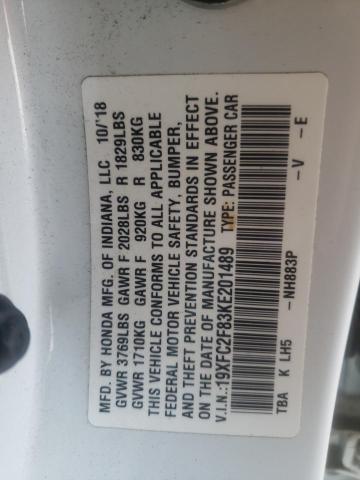 MFD. BY HONDA MFG. OF INDIANA, LLC 10/'18
GVWR 3769LBS GAWR F 2028LBS R 1829LBS
GVWR 1710KG GAWR F 920KG R 830KG
THIS VEHICLE CONFORMS TO ALL APPLICABLE
FEDERAL MOTOR VEHICLE SAFETY, BUMPER,
AND THEFT PREVENTION STANDARDS IN EFFECT
ON THE DATE OF MANUFACTURE SHOWN ABOVE.
V.I.N.:19XFC2F83KE201489 TYPE: PASSENGER CAR
TBA K LH5 -NH883P -V -E